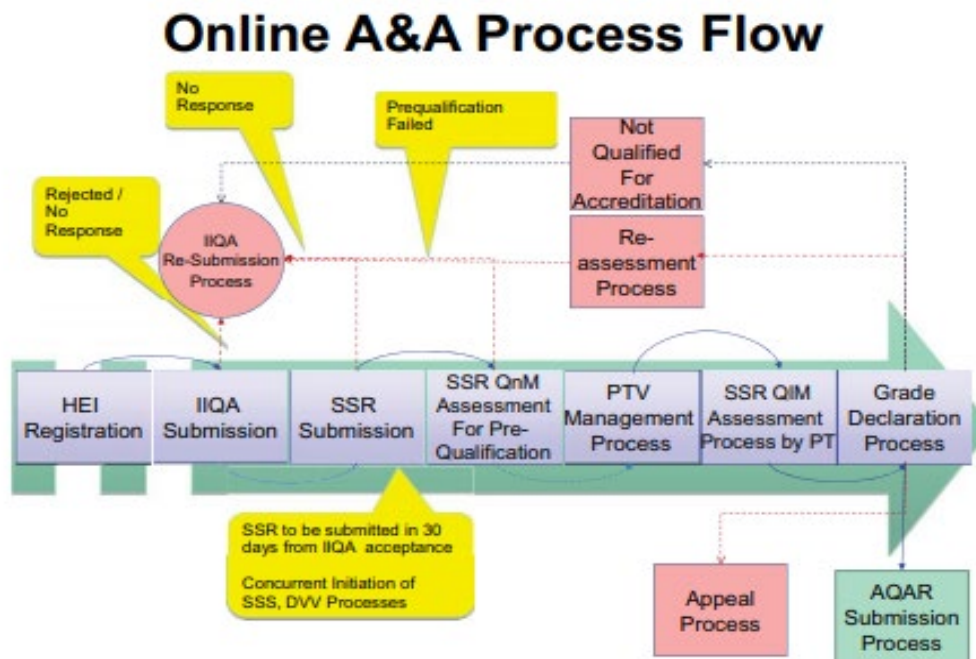 Online A&A Process Flow
No
Response
Prequalification
Failed
Not
Qualified
For
Accreditation
Rejected /
No
Response
IIQA
Re-Submission
Process
Re-
assessment
Process
HEI
Registration
IIQA
Submission
SSR
Submission
SSR QnM
Assessment
For Pre-
Qualification
PTV
Management
Process
SSR QlM
Assessment
Process by PT
Grade
Declaration
Process
SSR to be submitted in 30
days from IIQA acceptance
Concurrent Initiation of
SSS, DVV Processes
Appeal
Process
AQAR
Submission
Process